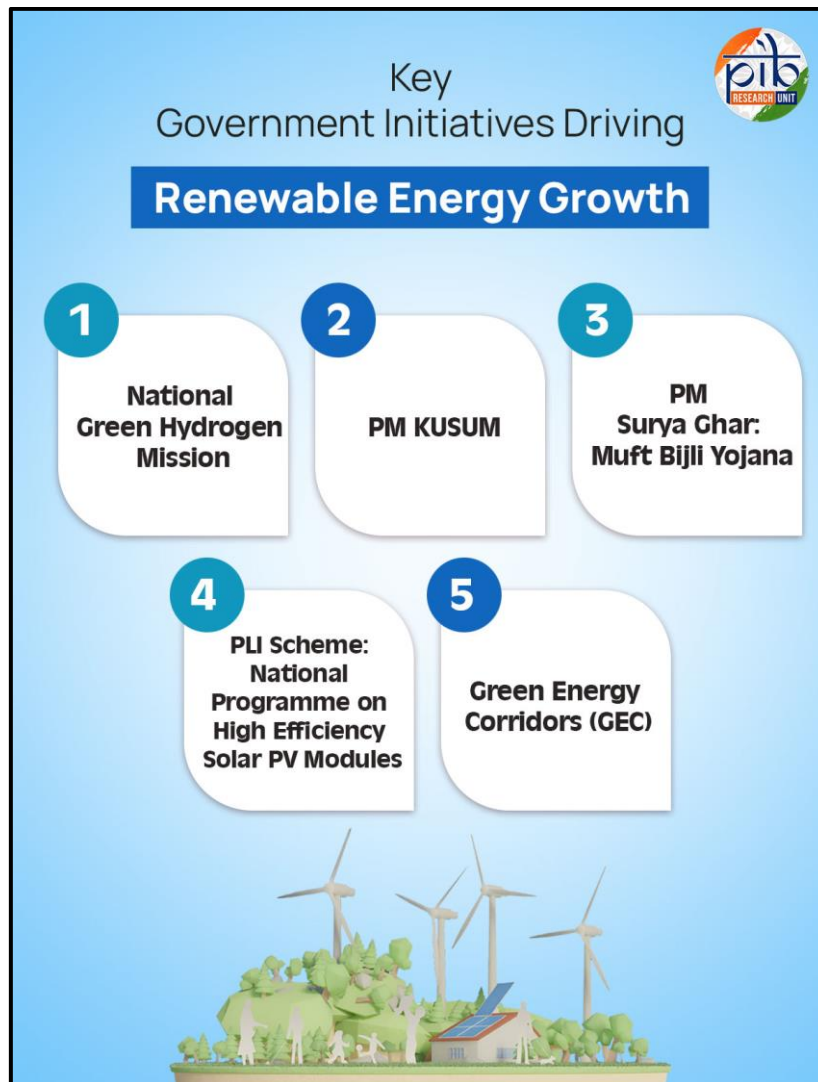 Key
Government Initiatives Driving
Renewable Energy Growth
pib
RESEARCH UNIT
1
National
Green Hydrogen
Mission
2
PM KUSUM
3
PM
Surya Ghar:
Muft Bijli Yojana
4
PLI Scheme:
National
Programme on
High Efficiency
Solar PV Modules
5
Green Energy
Corridors (GEC)